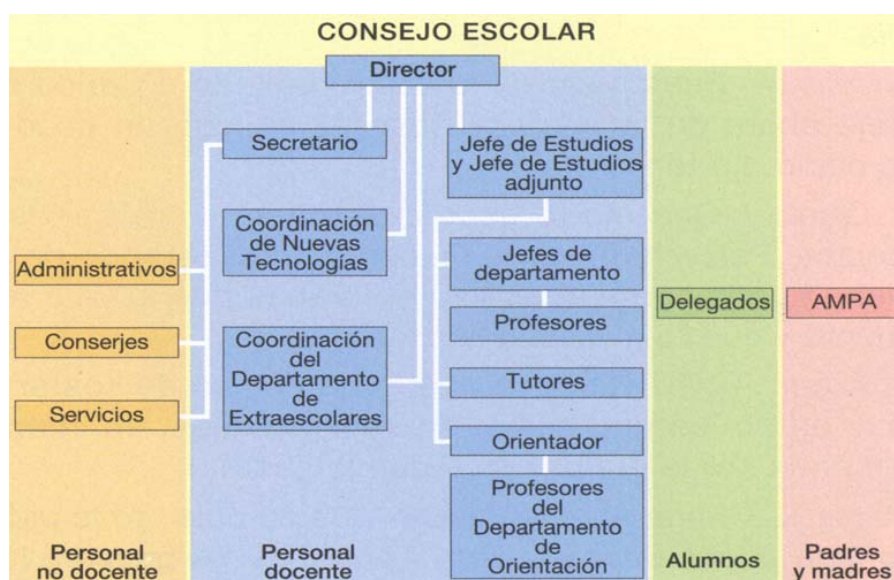 CONSEJO ESCOLAR
Director
Secretario
Jefe de Estudios
y Jefe de Estudios
adjunto
Coordinación
de Nuevas
Tecnologías
Jefes de
departamento
Administrativos
Delegados
AMPA
Profesores
Conserjes
Coordinación
del
Departamento
de
Extraescolares
Tutores
Servicios
Orientador
Profesores
del
Departamento
de
Orientación
Personal
no docente
Personal
docente
Alumnos
Padres
y madres